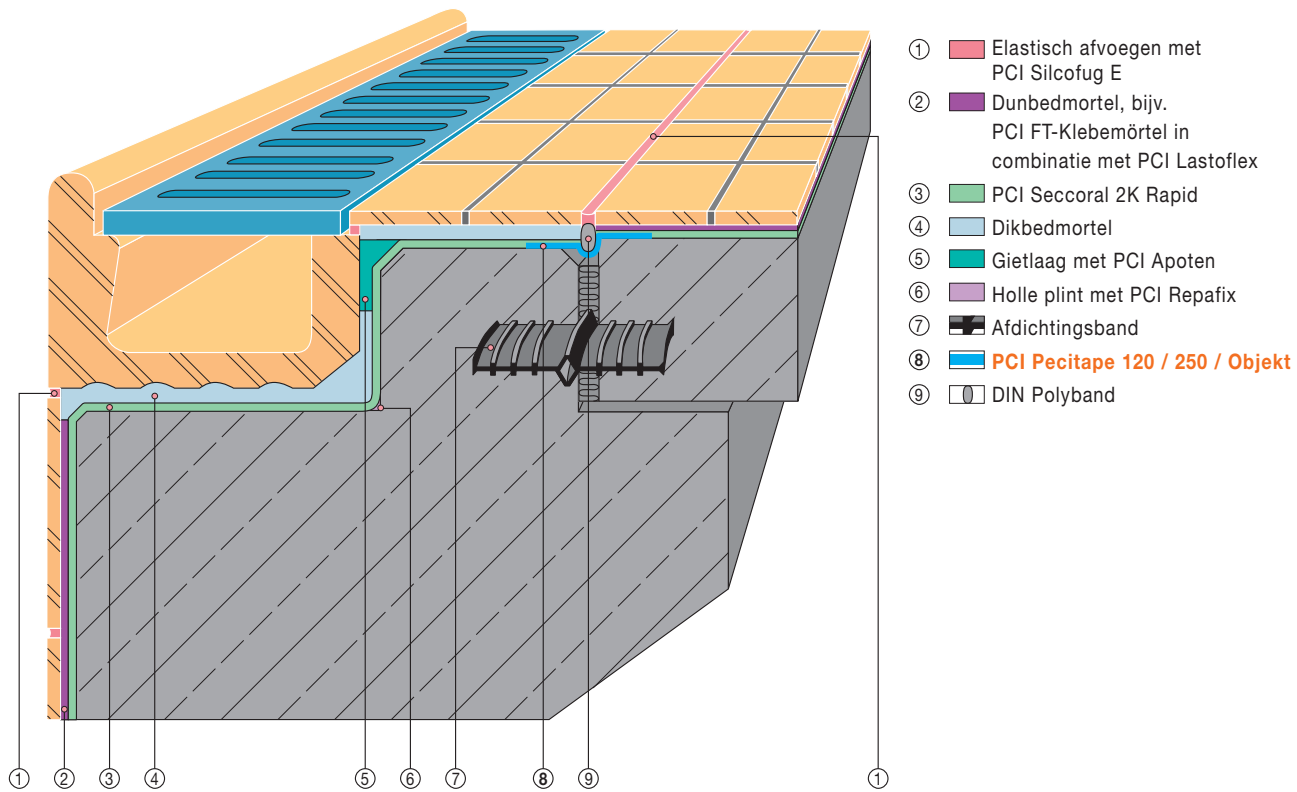 ① Elastisch afvoegen met
PCI Silcofug E
② Dunbedmortel, bijv.
PCI FT-Klebemörtel in
combinatie met PCI Lastoflex
③ PCI Seccoral 2K Rapid
④ Dikbedmortel
⑤ Gietlaag met PCI Apoten
⑥ Holle plint met PCI Repafix
⑦ Afdichtingsband
⑧ PCI Pecitape 120 / 250 / Objekt
⑨ DIN Polyband
① ② ③ ④ ⑤ ⑥ ⑦ ⑧ ⑨ ①